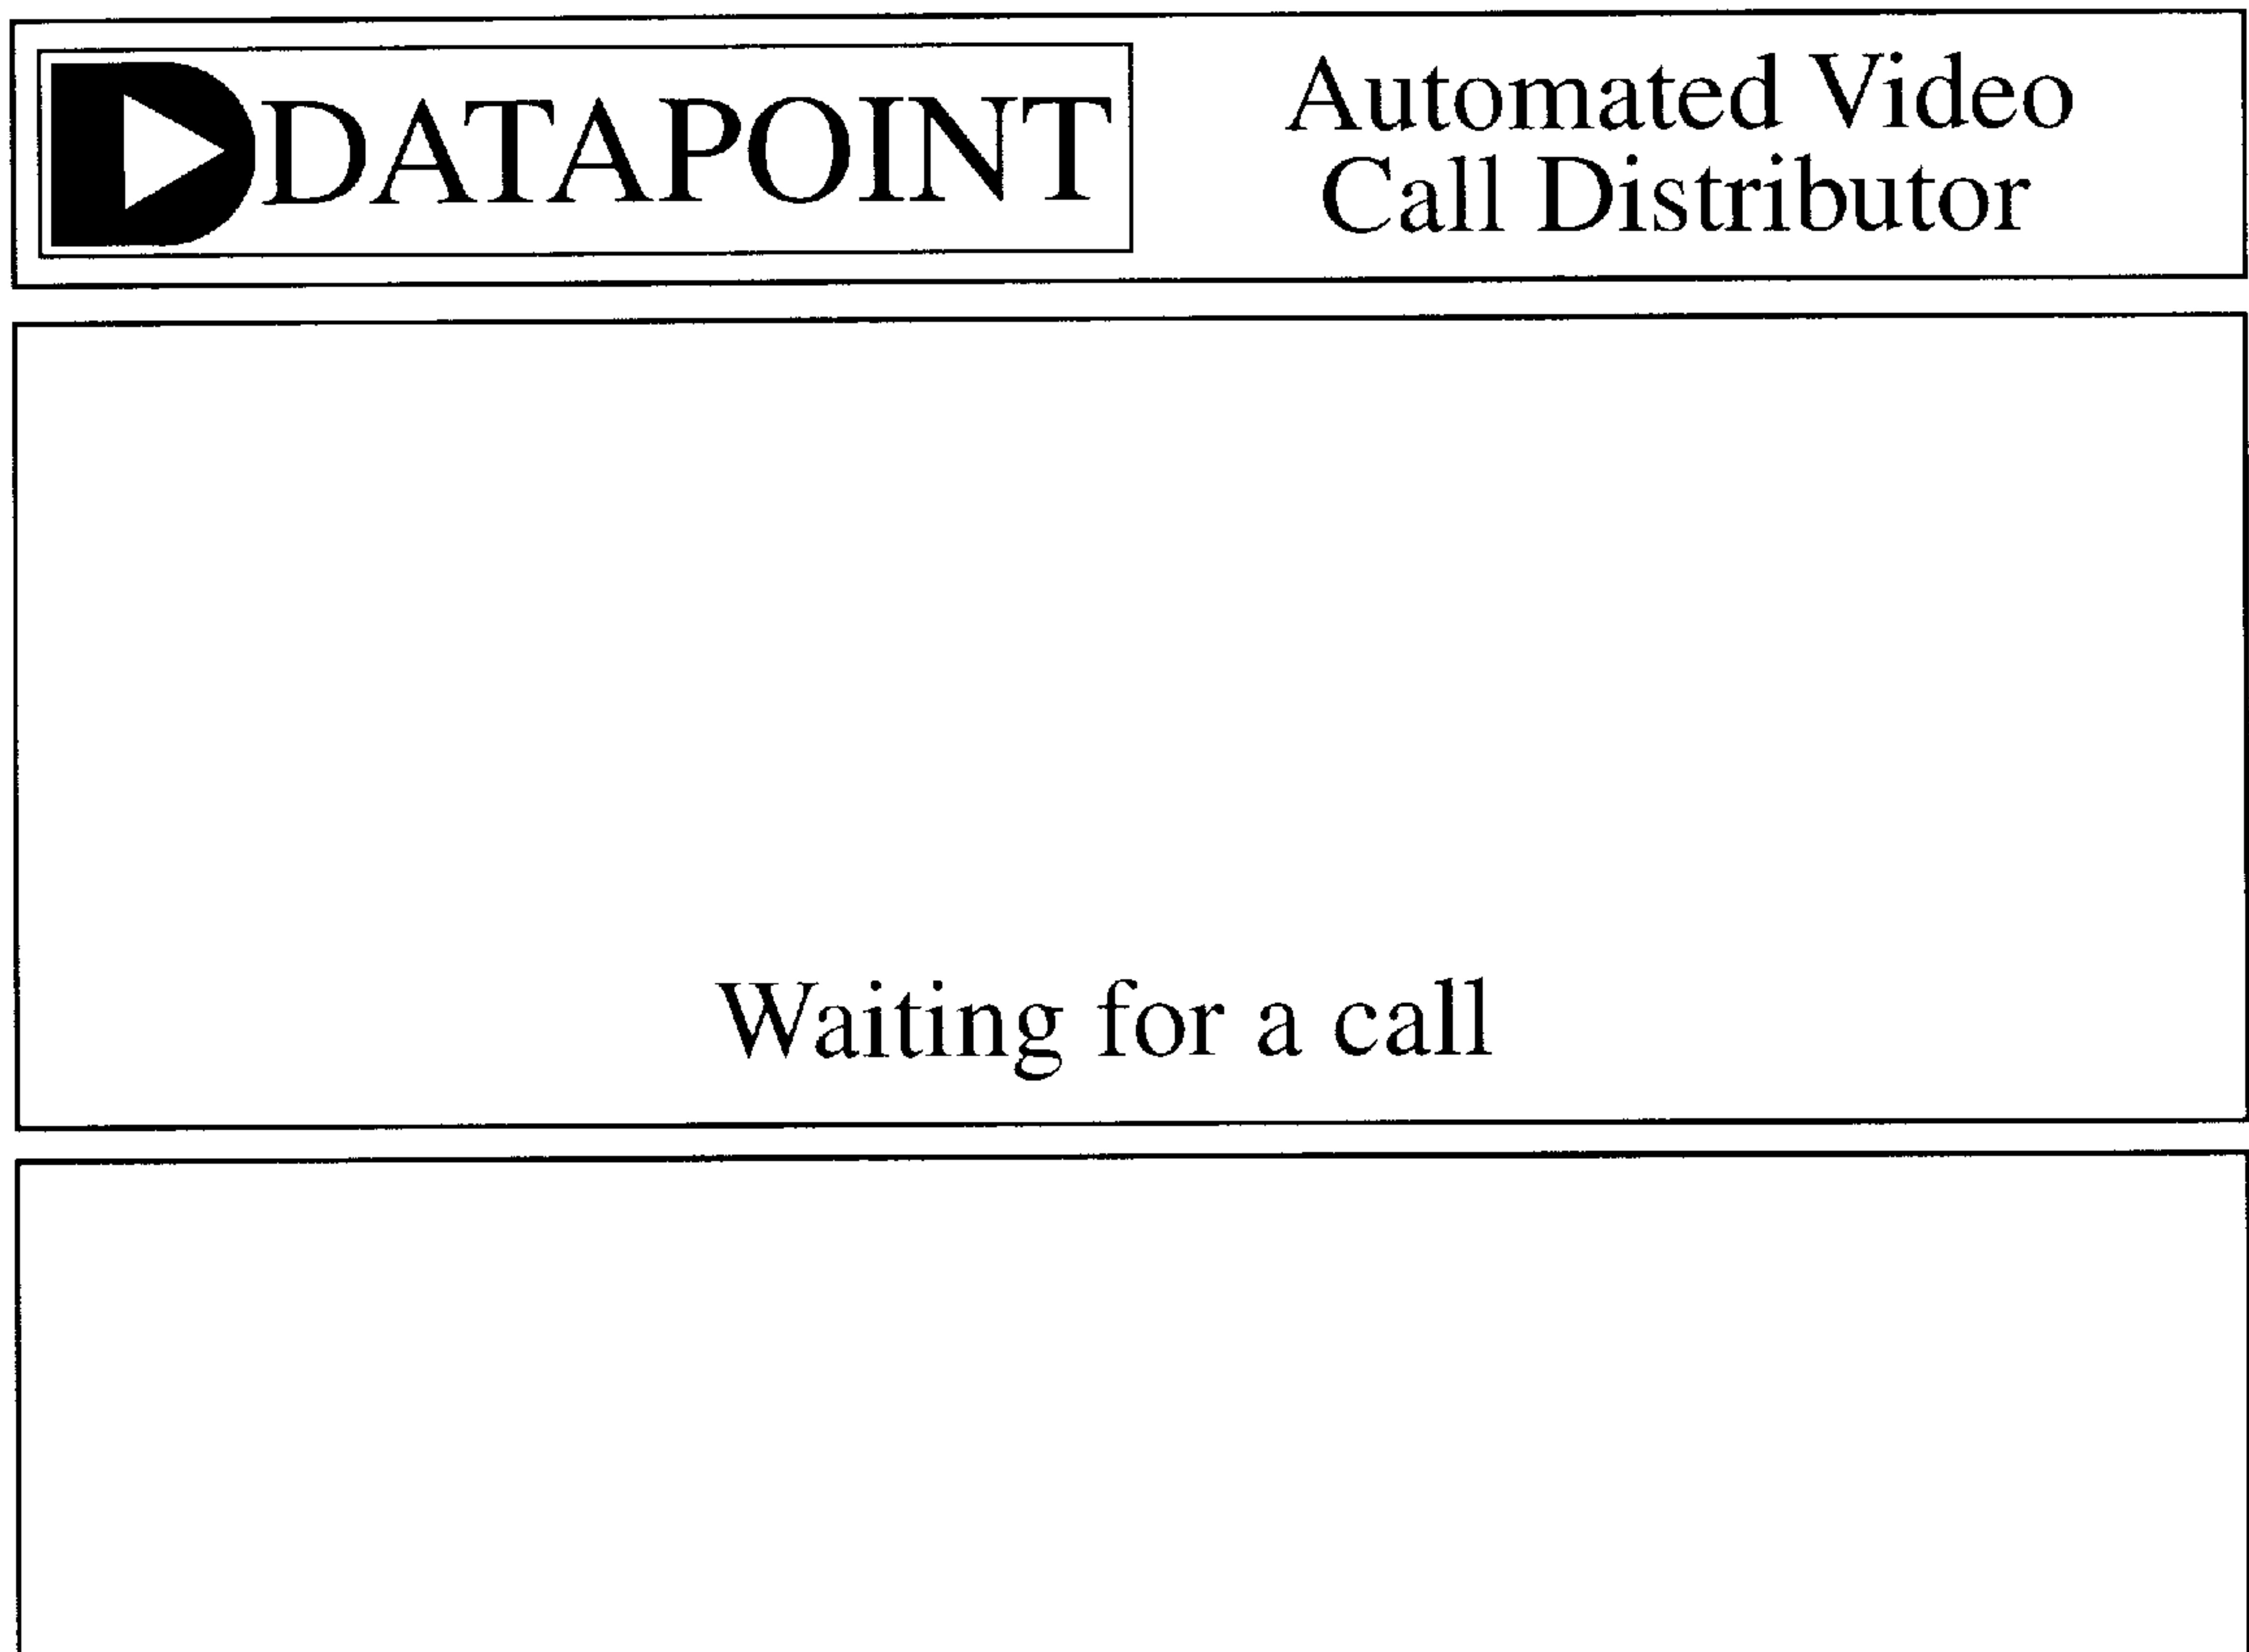 DATAPOINT
Automated Video
Call Distributor
Waiting for a call